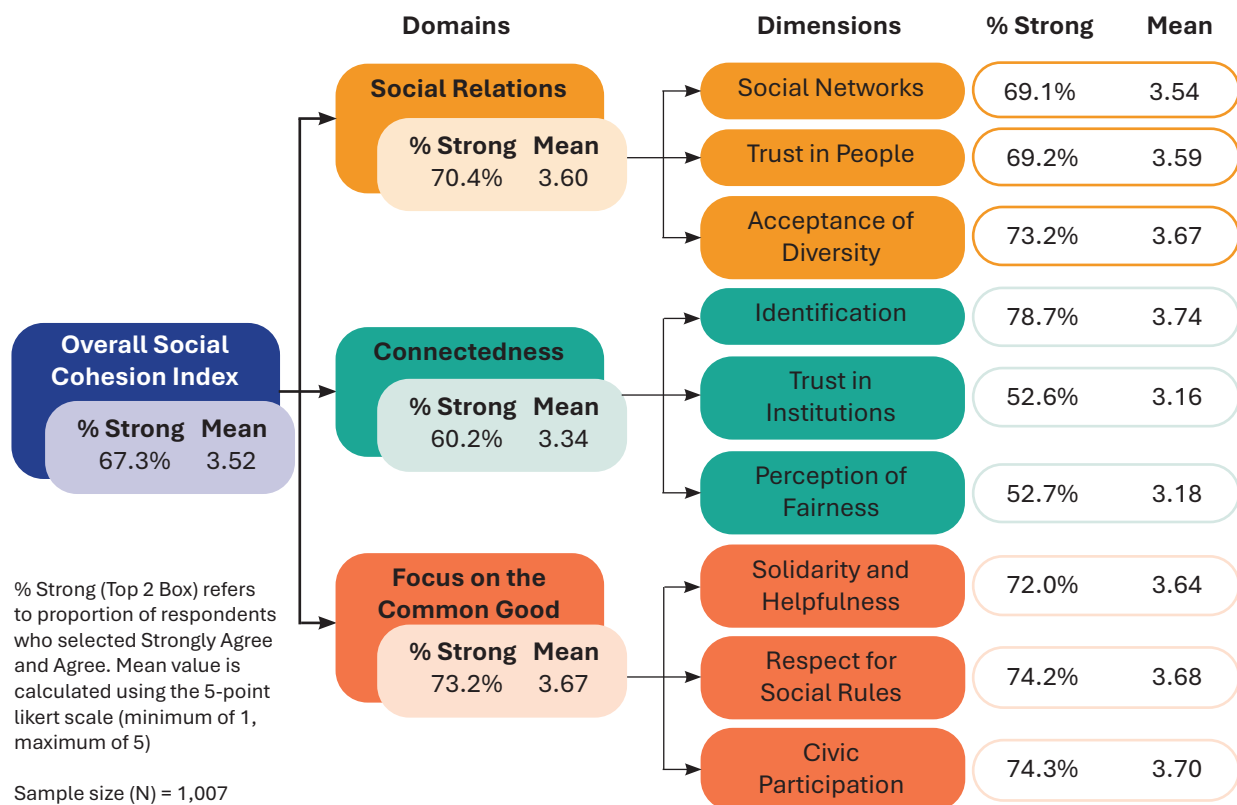 Domains
Dimensions
% Strong Mean
Social Relations
% Strong Mean
70.4% 3.60
Social Networks
69.1% 3.54
Trust in People
69.2% 3.59
Acceptance of
Diversity
73.2% 3.67
Overall Social
Cohesion Index
% Strong Mean
67.3% 3.52
Connectedness
% Strong Mean
60.2% 3.34
Identification
78.7% 3.74
Trust in
Institutions
52.6% 3.16
Perception of
Fairness
52.7% 3.18
Focus on the
Common Good
% Strong Mean
73.2% 3.67
Solidarity and
Helpfulness
72.0% 3.64
Respect for
Social Rules
74.2% 3.68
Civic
Participation
74.3% 3.70
% Strong (Top 2 Box) refers
to proportion of respondents
who selected Strongly Agree
and Agree. Mean value is
calculated using the 5-point
likert scale (minimum of 1,
maximum of 5)
Sample size (N) = 1,007